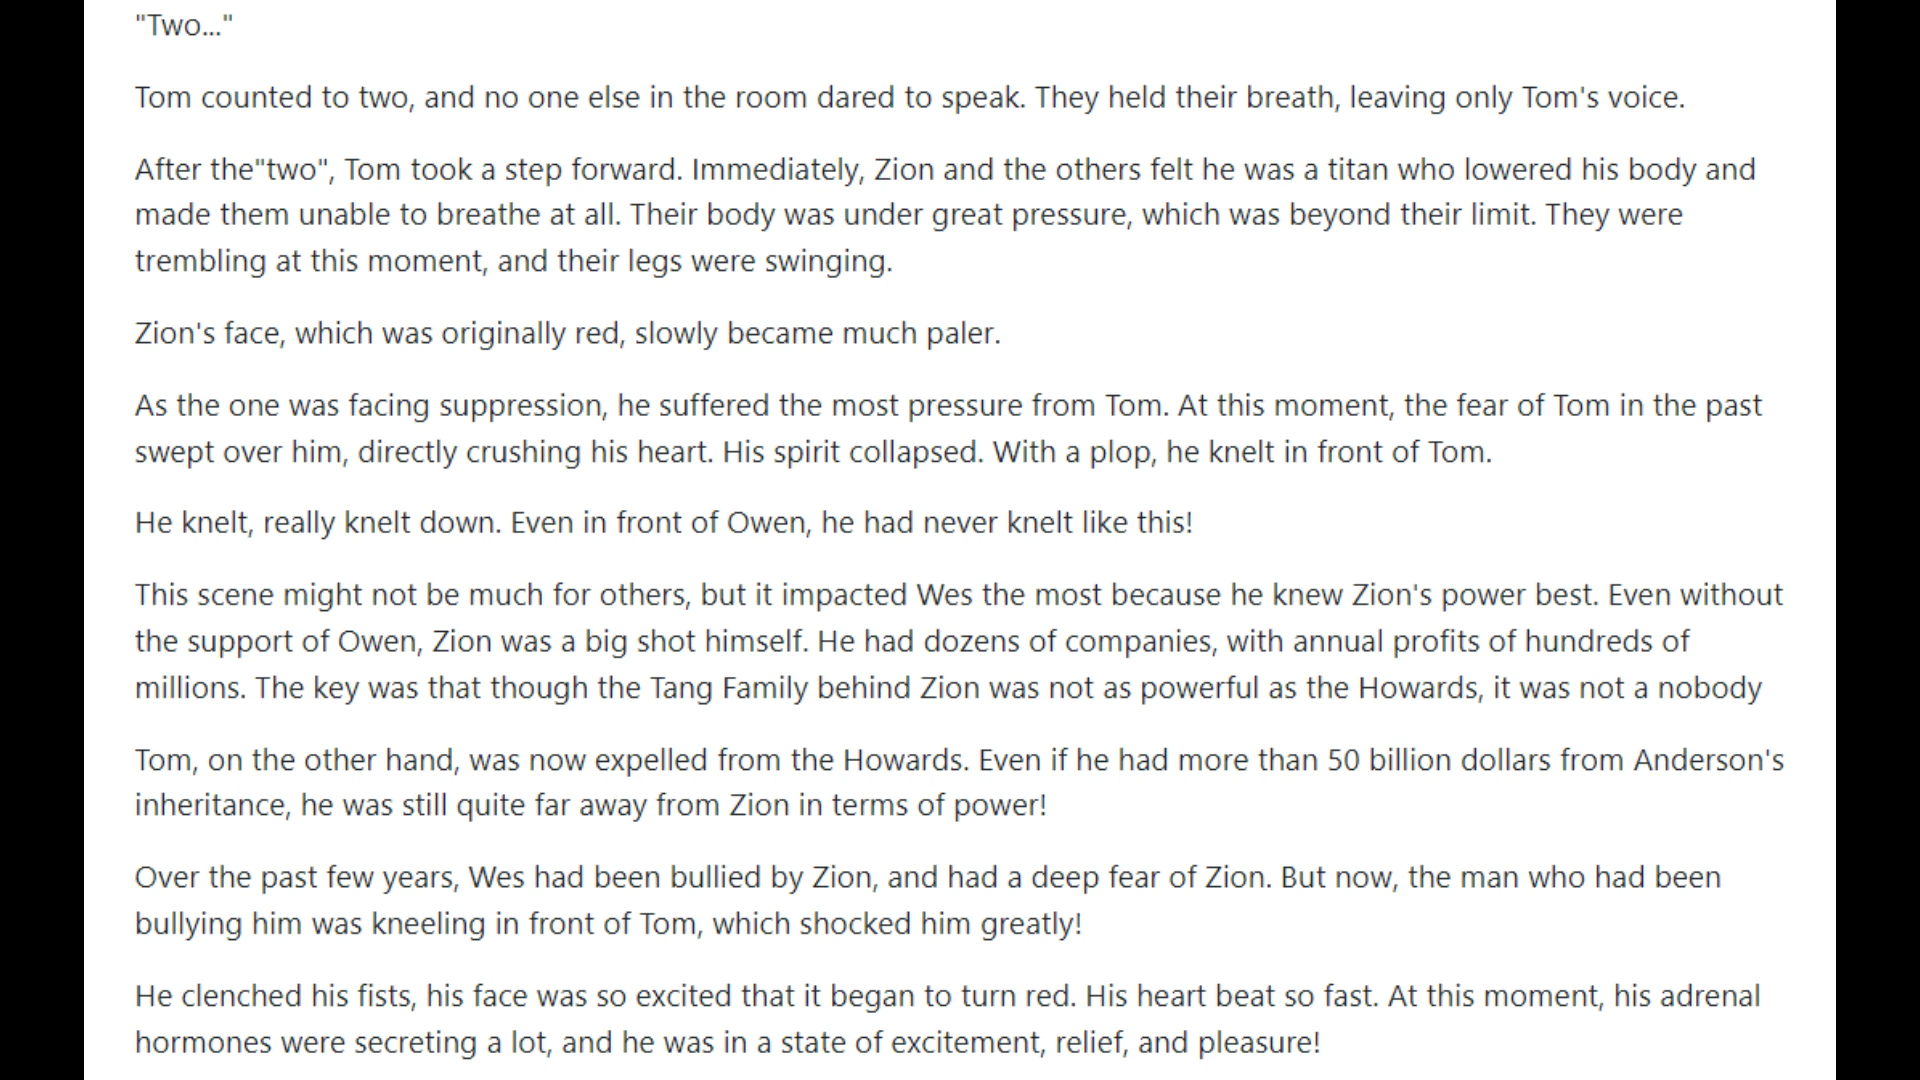 "Two..."
Tom counted to two, and no one else in the room dared to speak. They held their breath, leaving only Tom's voice.
After the"two", Tom took a step forward. Immediately, Zion and the others felt he was a titan who lowered his body and
made them unable to breathe at all. Their body was under great pressure, which was beyond their limit. They were
trembling at this moment, and their legs were swinging.
Zion's face, which was originally red, slowly became much paler.
As the one was facing suppression, he suffered the most pressure from Tom. At this moment, the fear of Tom in the past
swept over him, directly crushing his heart. His spirit collapsed. With a plop, he knelt in front of Tom.
He knelt, really knelt down. Even in front of Owen, he had never knelt like this!
This scene might not be much for others, but it impacted Wes the most because he knew Zion's power best. Even without
the support of Owen, Zion was a big shot himself. He had dozens of companies, with annual profits of hundreds of
millions. The key was that though the Tang Family behind Zion was not as powerful as the Howards, it was not a nobody
Tom, on the other hand, was now expelled from the Howards. Even if he had more than 50 billion dollars from Anderson's
inheritance, he was still quite far away from Zion in terms of power!
Over the past few years, Wes had been bullied by Zion, and had a deep fear of Zion. But now, the man who had been
bullying him was kneeling in front of Tom, which shocked him greatly!
He clenched his fists, his face was so excited that it began to turn red. His heart beat so fast. At this moment, his adrenal
hormones were secreting a lot, and he was in a state of excitement, relief, and pleasure!